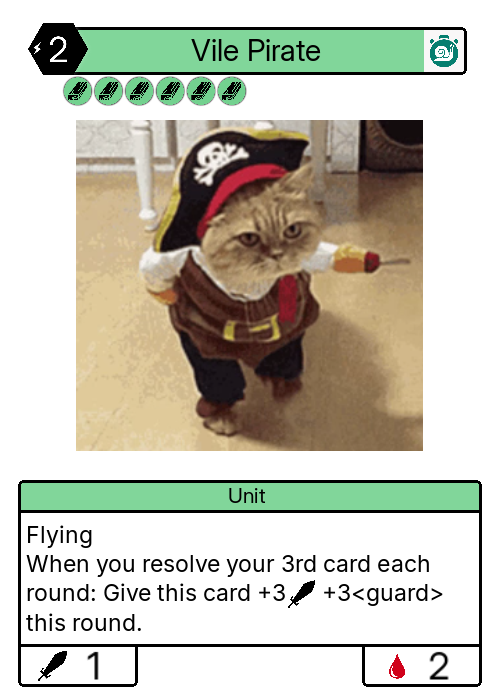 2
Vile Pirate
Unit
Flying
When you resolve your 3rd card each
round: Give this card +3 +3<guard>
this round.
1
2